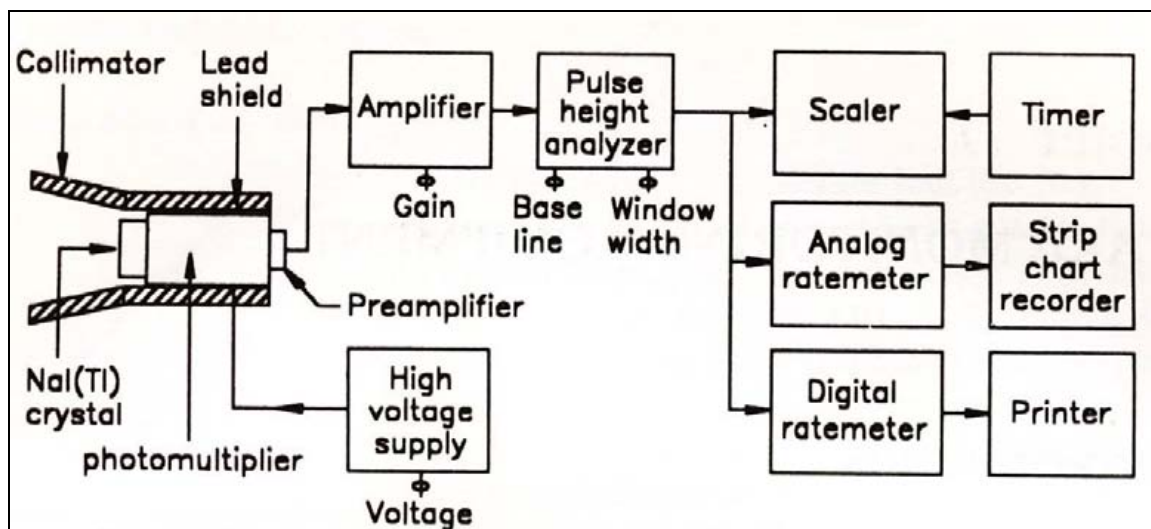 Collimator
Lead
shield
Amplifier
Gain
Pulse
height
analyzer
Base
line
Window
width
Scaler
Timer
Analog
ratemeter
Strip
chart
recorder
Preamplifier
NaI(Tl)
crystal
photomultiplier
High
voltage
supply
Voltage
Digital
ratemeter
Printer